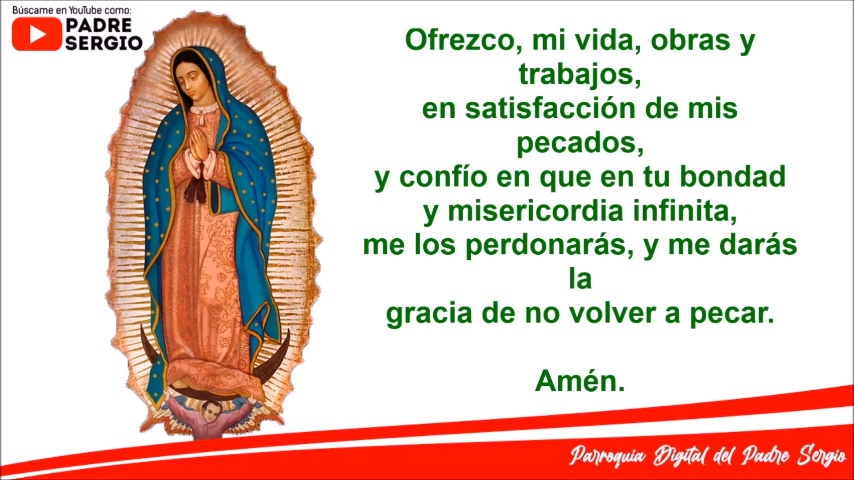 Búscame en YouTube como:
PADRE
SERGIO
Ofrezco, mi vida, obras y
trabajos,
en satisfacción de mis
pecados,
y confío en que en tu bondad
y misericordia infinita,
me los perdonarás, y me darás
la
gracia de no volver a pecar.
Amén.
Parroquia Digital del Padre Sergio